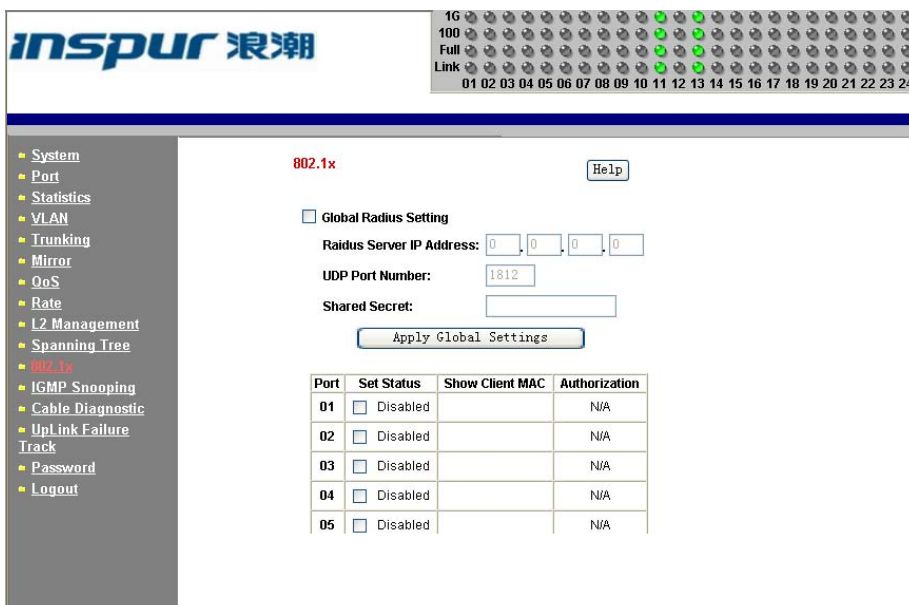 inspur 浪潮
1G
100
Full
Link
01 02 03 04 05 06 07 08 09 10 11 12 13 14 15 16 17 18 19 20 21 22 23 24
System
Port
Statistics
VLAN
Trunking
Mirror
QoS
Rate
L2 Management
Spanning Tree
802.1x
IGMP Snooping
Cable Diagnostic
UpLink Failure
Track
Password
Logout
802.1x
Help
Global Radius Setting
Raidus Server IP Address: 0 . 0 . 0 . 0
UDP Port Number: 1812
Shared Secret:
Apply Global Settings
Port Set Status Show Client MAC Authorization
01 Disabled N/A
02 Disabled N/A
03 Disabled N/A
04 Disabled N/A
05 Disabled N/A